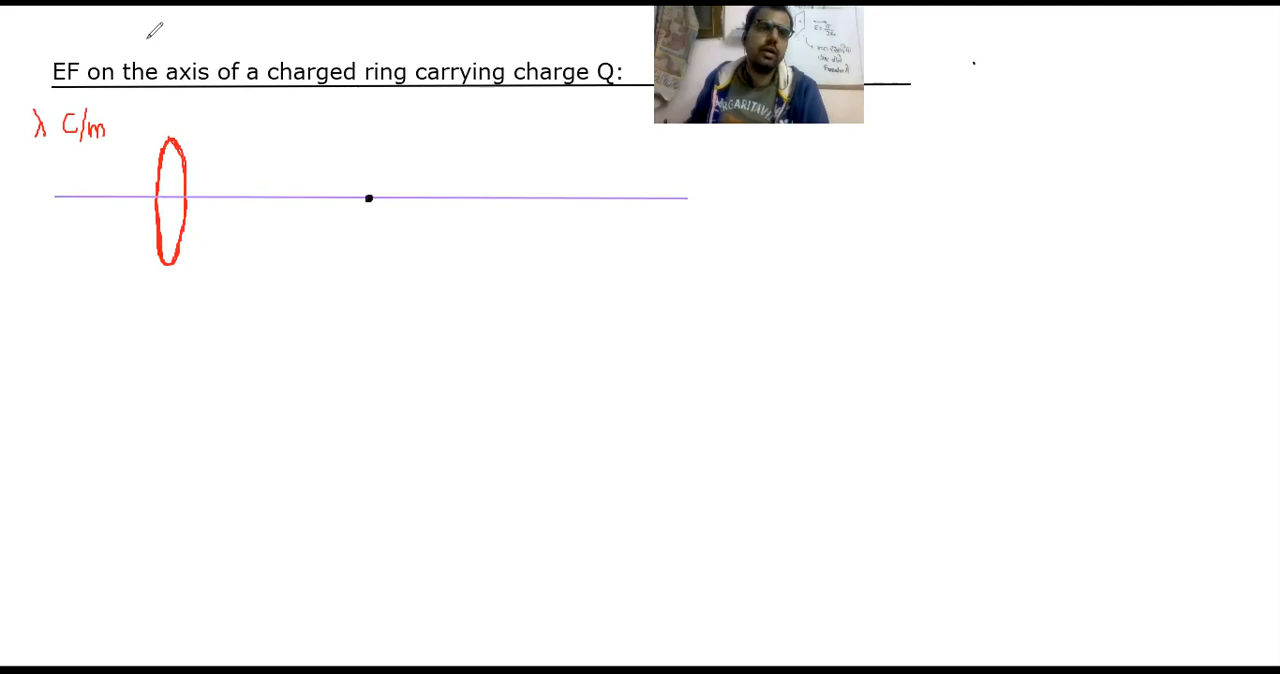 EF on the axis of a charged ring carrying charge Q:
λ C/m